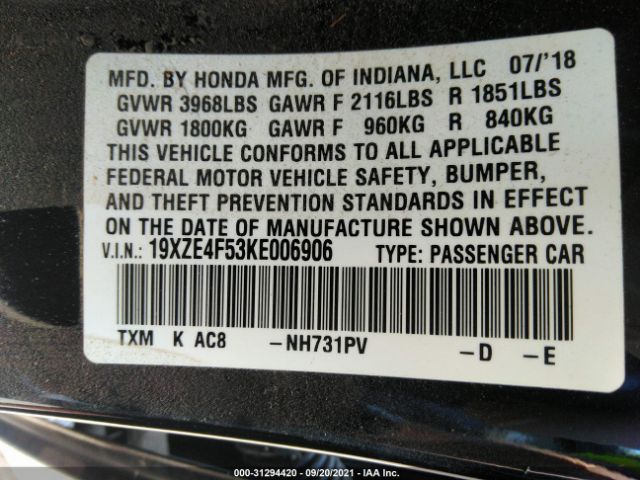 MFD. BY HONDA MFG. OF INDIANA, LLC 07/'18
GVWR 3968LBS GAWR F 2116LBS R 1851LBS
GVWR 1800KG GAWR F 960KG R 840KG
THIS VEHICLE CONFORMS TO ALL APPLICABLE
FEDERAL MOTOR VEHICLE SAFETY, BUMPER,
AND THEFT PREVENTION STANDARDS IN EFFECT
ON THE DATE OF MANUFACTURE SHOWN ABOVE.
V.I.N.: 19XZE4F53KE006906 TYPE: PASSENGER CAR
TXM K AC8 -NH731PV -D -E
000-31294420 - 09/20/2021 - IAA Inc.